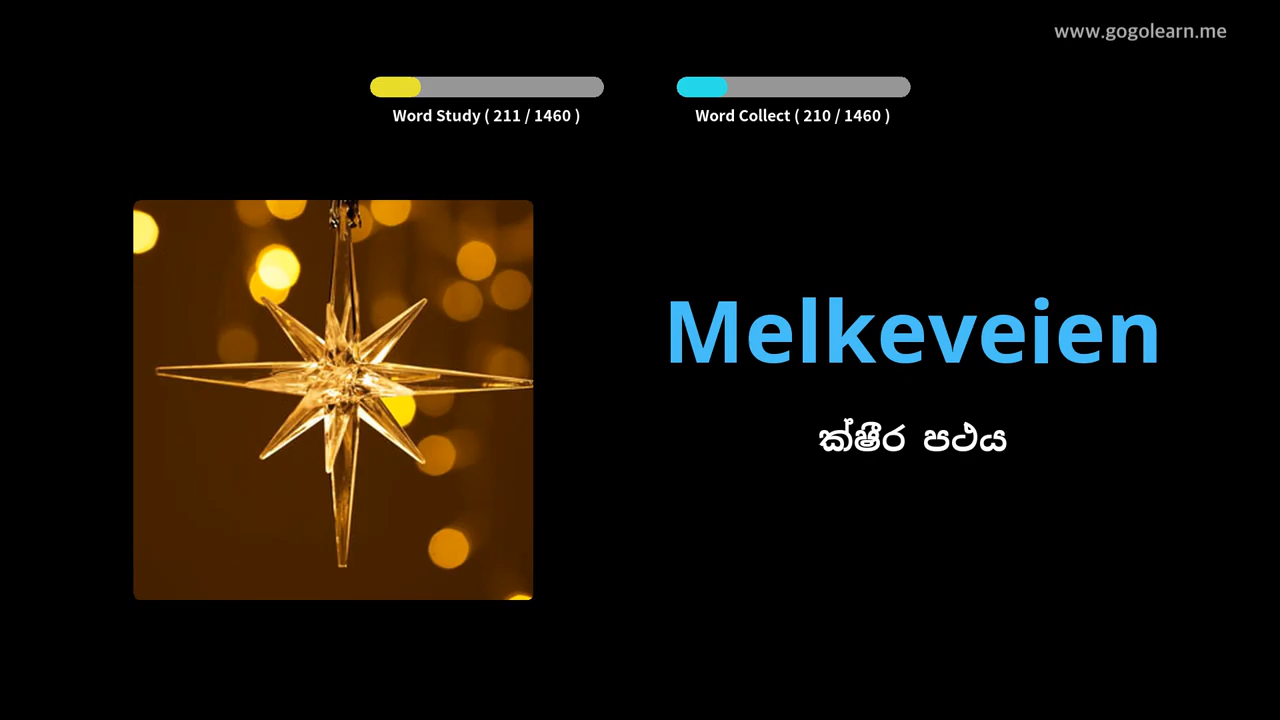 www.gogolearn.me
Word Study ( 211 / 1460 )
Word Collect ( 210 / 1460 )
Melkeveien
ක්ෂීර පථය